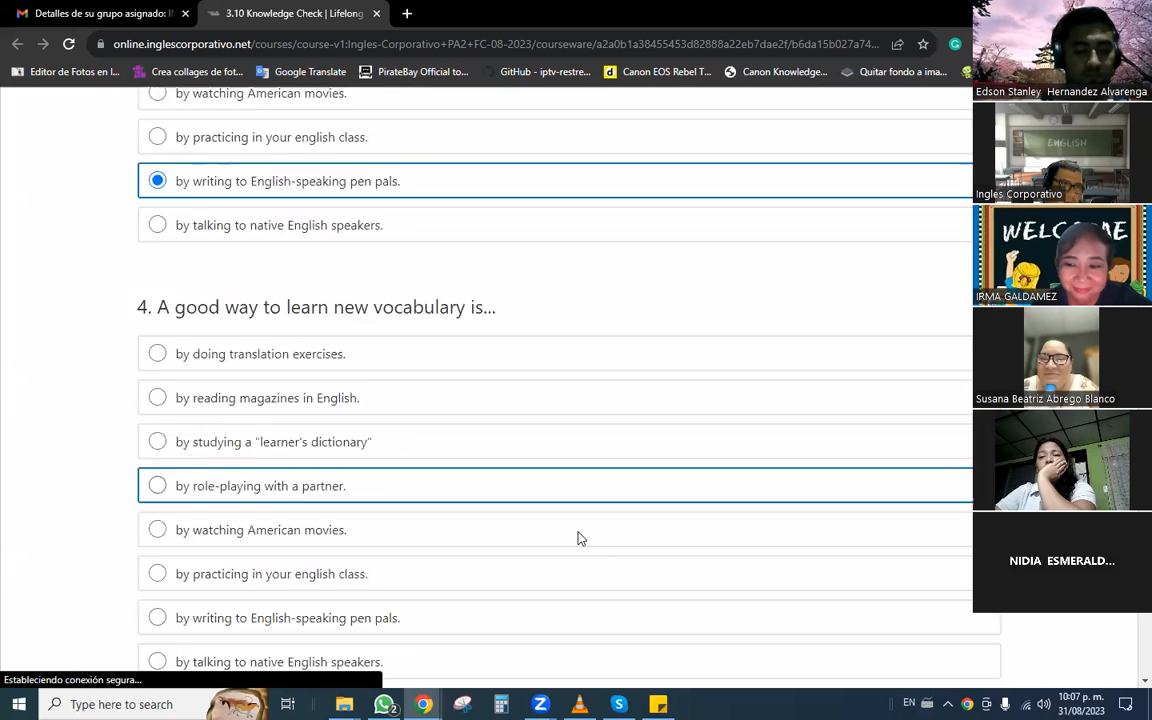 Detalles de su grupo asignado: I
3.10 Knowledge Check | Lifelong
online.inglescorporativo.net/courses/course-v1:Ingles-Corporativo+PA2+FC-08-2023/courseware/a2a0b1a38455453d82888a22eb7dae2f/b6da15b027a74...
Editor de Fotos en l...
Crea collages de fot...
Google Translate
PirateBay Official to...
GitHub - iptv-restre...
Canon EOS Rebel T...
Canon Knowledge...
Quitar fondo a ima...
by watching American movies.
by practicing in your english class.
by writing to English-speaking pen pals.
by talking to native English speakers.
4. A good way to learn new vocabulary is...
by doing translation exercises.
by reading magazines in English.
by studying a "learner's dictionary"
by role-playing with a partner.
by watching American movies.
by practicing in your english class.
by writing to English-speaking pen pals.
by talking to native English speakers.
Estableciendo conexión segura...
Type here to search
2
EN
10:07 p. m.
31/08/2023
Edson Stanley Hernandez Alvarenga
ENGLISH
Ingles Corporativo
WELCOME
IRMA GALDAMEZ
Susana Beatriz Abrego Blanco
NIDIA ESMERALD...